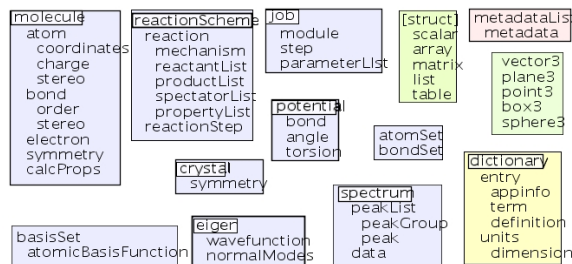 molecule
atom
coordinates
charge
stereo
bond
order
stereo
electron
symmetry
calcProps
reactionScheme
reaction
mechanism
reactantList
productList
spectatorList
propertyList
reactionStep
job
module
step
parameterList
[struct]
scalar
array
matrix
list
table
metadataList
metadata
vector3
plane3
point3
box3
sphere3
potential
bond
angle
torsion
atomSet
bondSet
crystal
symmetry
dictionary
entry
appinfo
term
definition
units
dimension
spectrum
peakList
peakGroup
peak
data
basisSet
atomicBasisFunction
eigen
wavefunction
normalModes